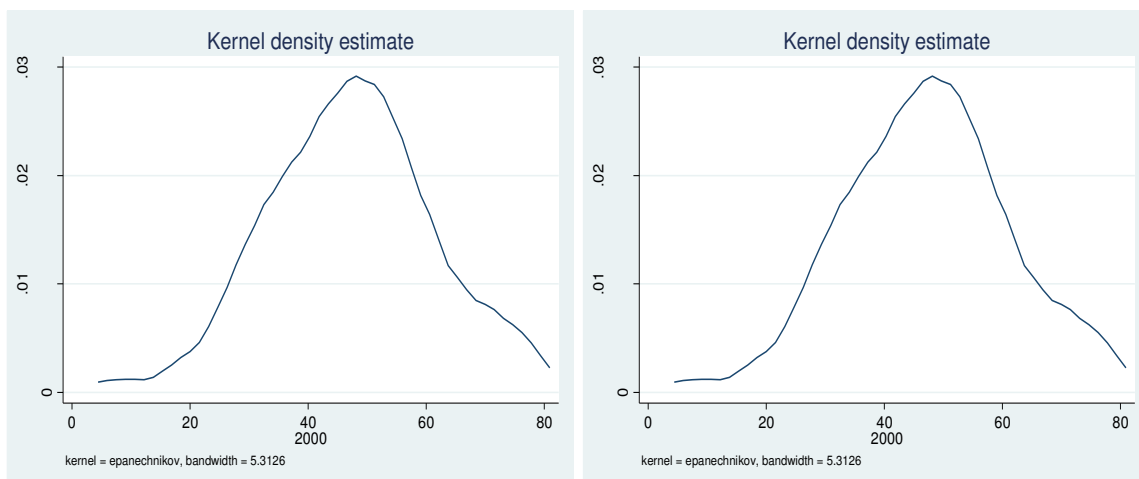 Kernel density estimate
.03
.02
.01
0
0 20 40 60 80
2000
kernel = epanechnikov, bandwidth = 5.3126
Kernel density estimate
.03
.02
.01
0
0 20 40 60 80
2000
kernel = epanechnikov, bandwidth = 5.3126